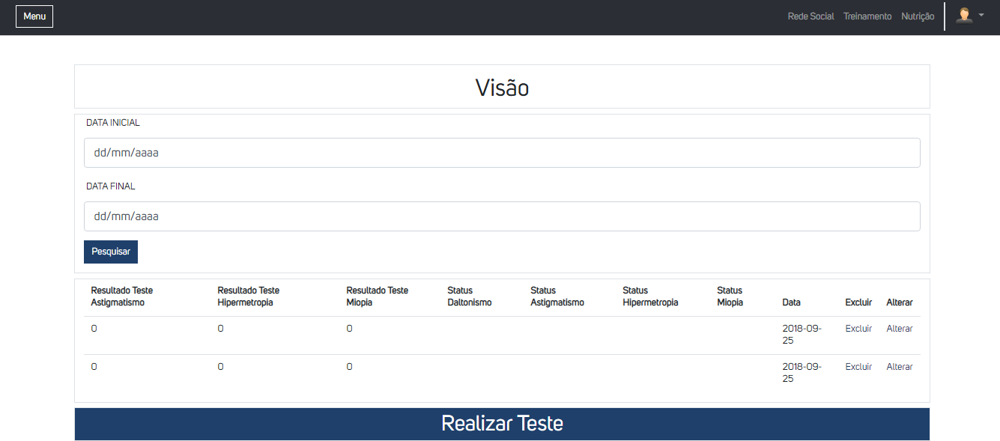 Menu
Rede Social Treinamento Nutrição
Visão
DATA INICIAL
dd/mm/aaaa
DATA FINAL
dd/mm/aaaa
Pesquisar
Resultado Teste Astigmatismo Resultado Teste Hipermetropia Resultado Teste Miopia Status Daltonismo Status Astigmatismo Status Hipermetropia Status Miopia Data Excluir Alterar
0 0 0 2018-09-25 Excluir Alterar
0 0 0 2018-09-25 Excluir Alterar
Realizar Teste